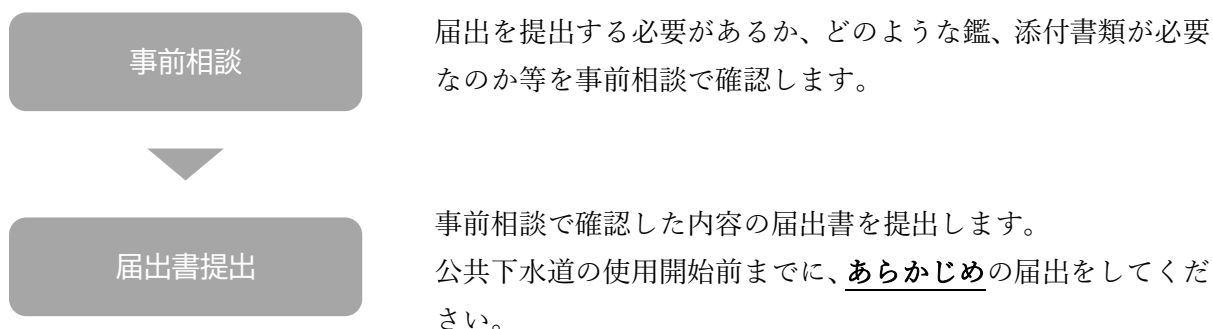 事前相談
届出を提出する必要があるか、どのような鑑、添付書類が必要
なのか等を事前相談で確認します。
届出書提出
事前相談で確認した内容の届出書を提出します。
公共下水道の使用開始前までに、あらかじめの届出をしてくだ
さい。